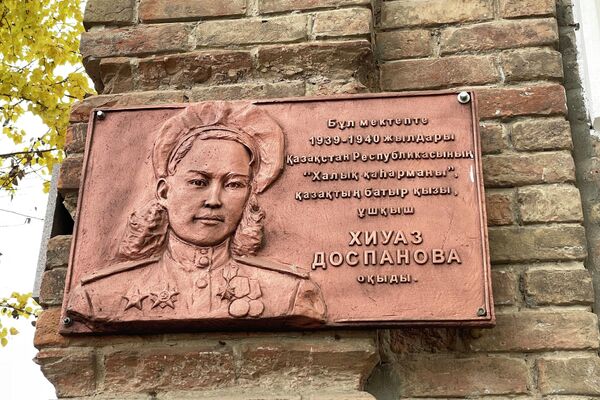 Бұл мектепте
1939-1940 жылдары
Қазақстан Республикасының
"Халық қаһарманы",
қазақтың батыр қызы,
ұшқыш
ХИУАЗ
ДОСПАНОВА
оқыды.